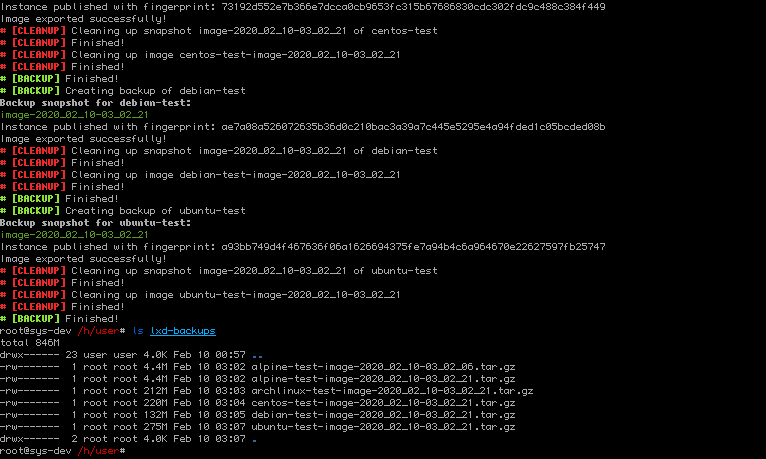 Instance published with fingerprint: 73192d552e7b366e7dcca0cb9653fc315b67686830cdc302fdc9c488c384f449
Image exported successfully!
# [CLEANUP] Cleaning up snapshot image-2020_02_10-03_02_21 of centos-test
# [CLEANUP] Finished!
# [CLEANUP] Cleaning up image centos-test-image-2020_02_10-03_02_21
# [CLEANUP] Finished!
# [BACKUP] Finished!
# [BACKUP] Creating backup of debian-test
Backup snapshot for debian-test:
image-2020_02_10-03_02_21
Instance published with fingerprint: ae7a08a526072635b36d0c210bac3a39a7c445e5295e4a94fded1c05bcded08b
Image exported successfully!
# [CLEANUP] Cleaning up snapshot image-2020_02_10-03_02_21 of debian-test
# [CLEANUP] Finished!
# [CLEANUP] Cleaning up image debian-test-image-2020_02_10-03_02_21
# [CLEANUP] Finished!
# [BACKUP] Finished!
# [BACKUP] Creating backup of ubuntu-test
Backup snapshot for ubuntu-test:
image-2020_02_10-03_02_21
Instance published with fingerprint: a93bb749d4f467636f06a1626694375fe7a94b4c6a964670e22627597fb25747
Image exported successfully!
# [CLEANUP] Cleaning up snapshot image-2020_02_10-03_02_21 of ubuntu-test
# [CLEANUP] Finished!
# [CLEANUP] Cleaning up image ubuntu-test-image-2020_02_10-03_02_21
# [CLEANUP] Finished!
# [BACKUP] Finished!
root@sys-dev /h/user# ls lxd-backups
total 846M
drwx------ 23 user user 4.0K Feb 10 00:57 ..
-rw-------  1 root root 4.4M Feb 10 03:02 alpine-test-image-2020_02_10-03_02_06.tar.gz
-rw-------  1 root root 4.4M Feb 10 03:02 alpine-test-image-2020_02_10-03_02_21.tar.gz
-rw-------  1 root root 212M Feb 10 03:03 archlinux-test-image-2020_02_10-03_02_21.tar.gz
-rw-------  1 root root 220M Feb 10 03:04 centos-test-image-2020_02_10-03_02_21.tar.gz
-rw-------  1 root root 132M Feb 10 03:05 debian-test-image-2020_02_10-03_02_21.tar.gz
-rw-------  1 root root 275M Feb 10 03:07 ubuntu-test-image-2020_02_10-03_02_21.tar.gz
drwx------  2 root root 4.0K Feb 10 03:07 .
root@sys-dev /h/user#